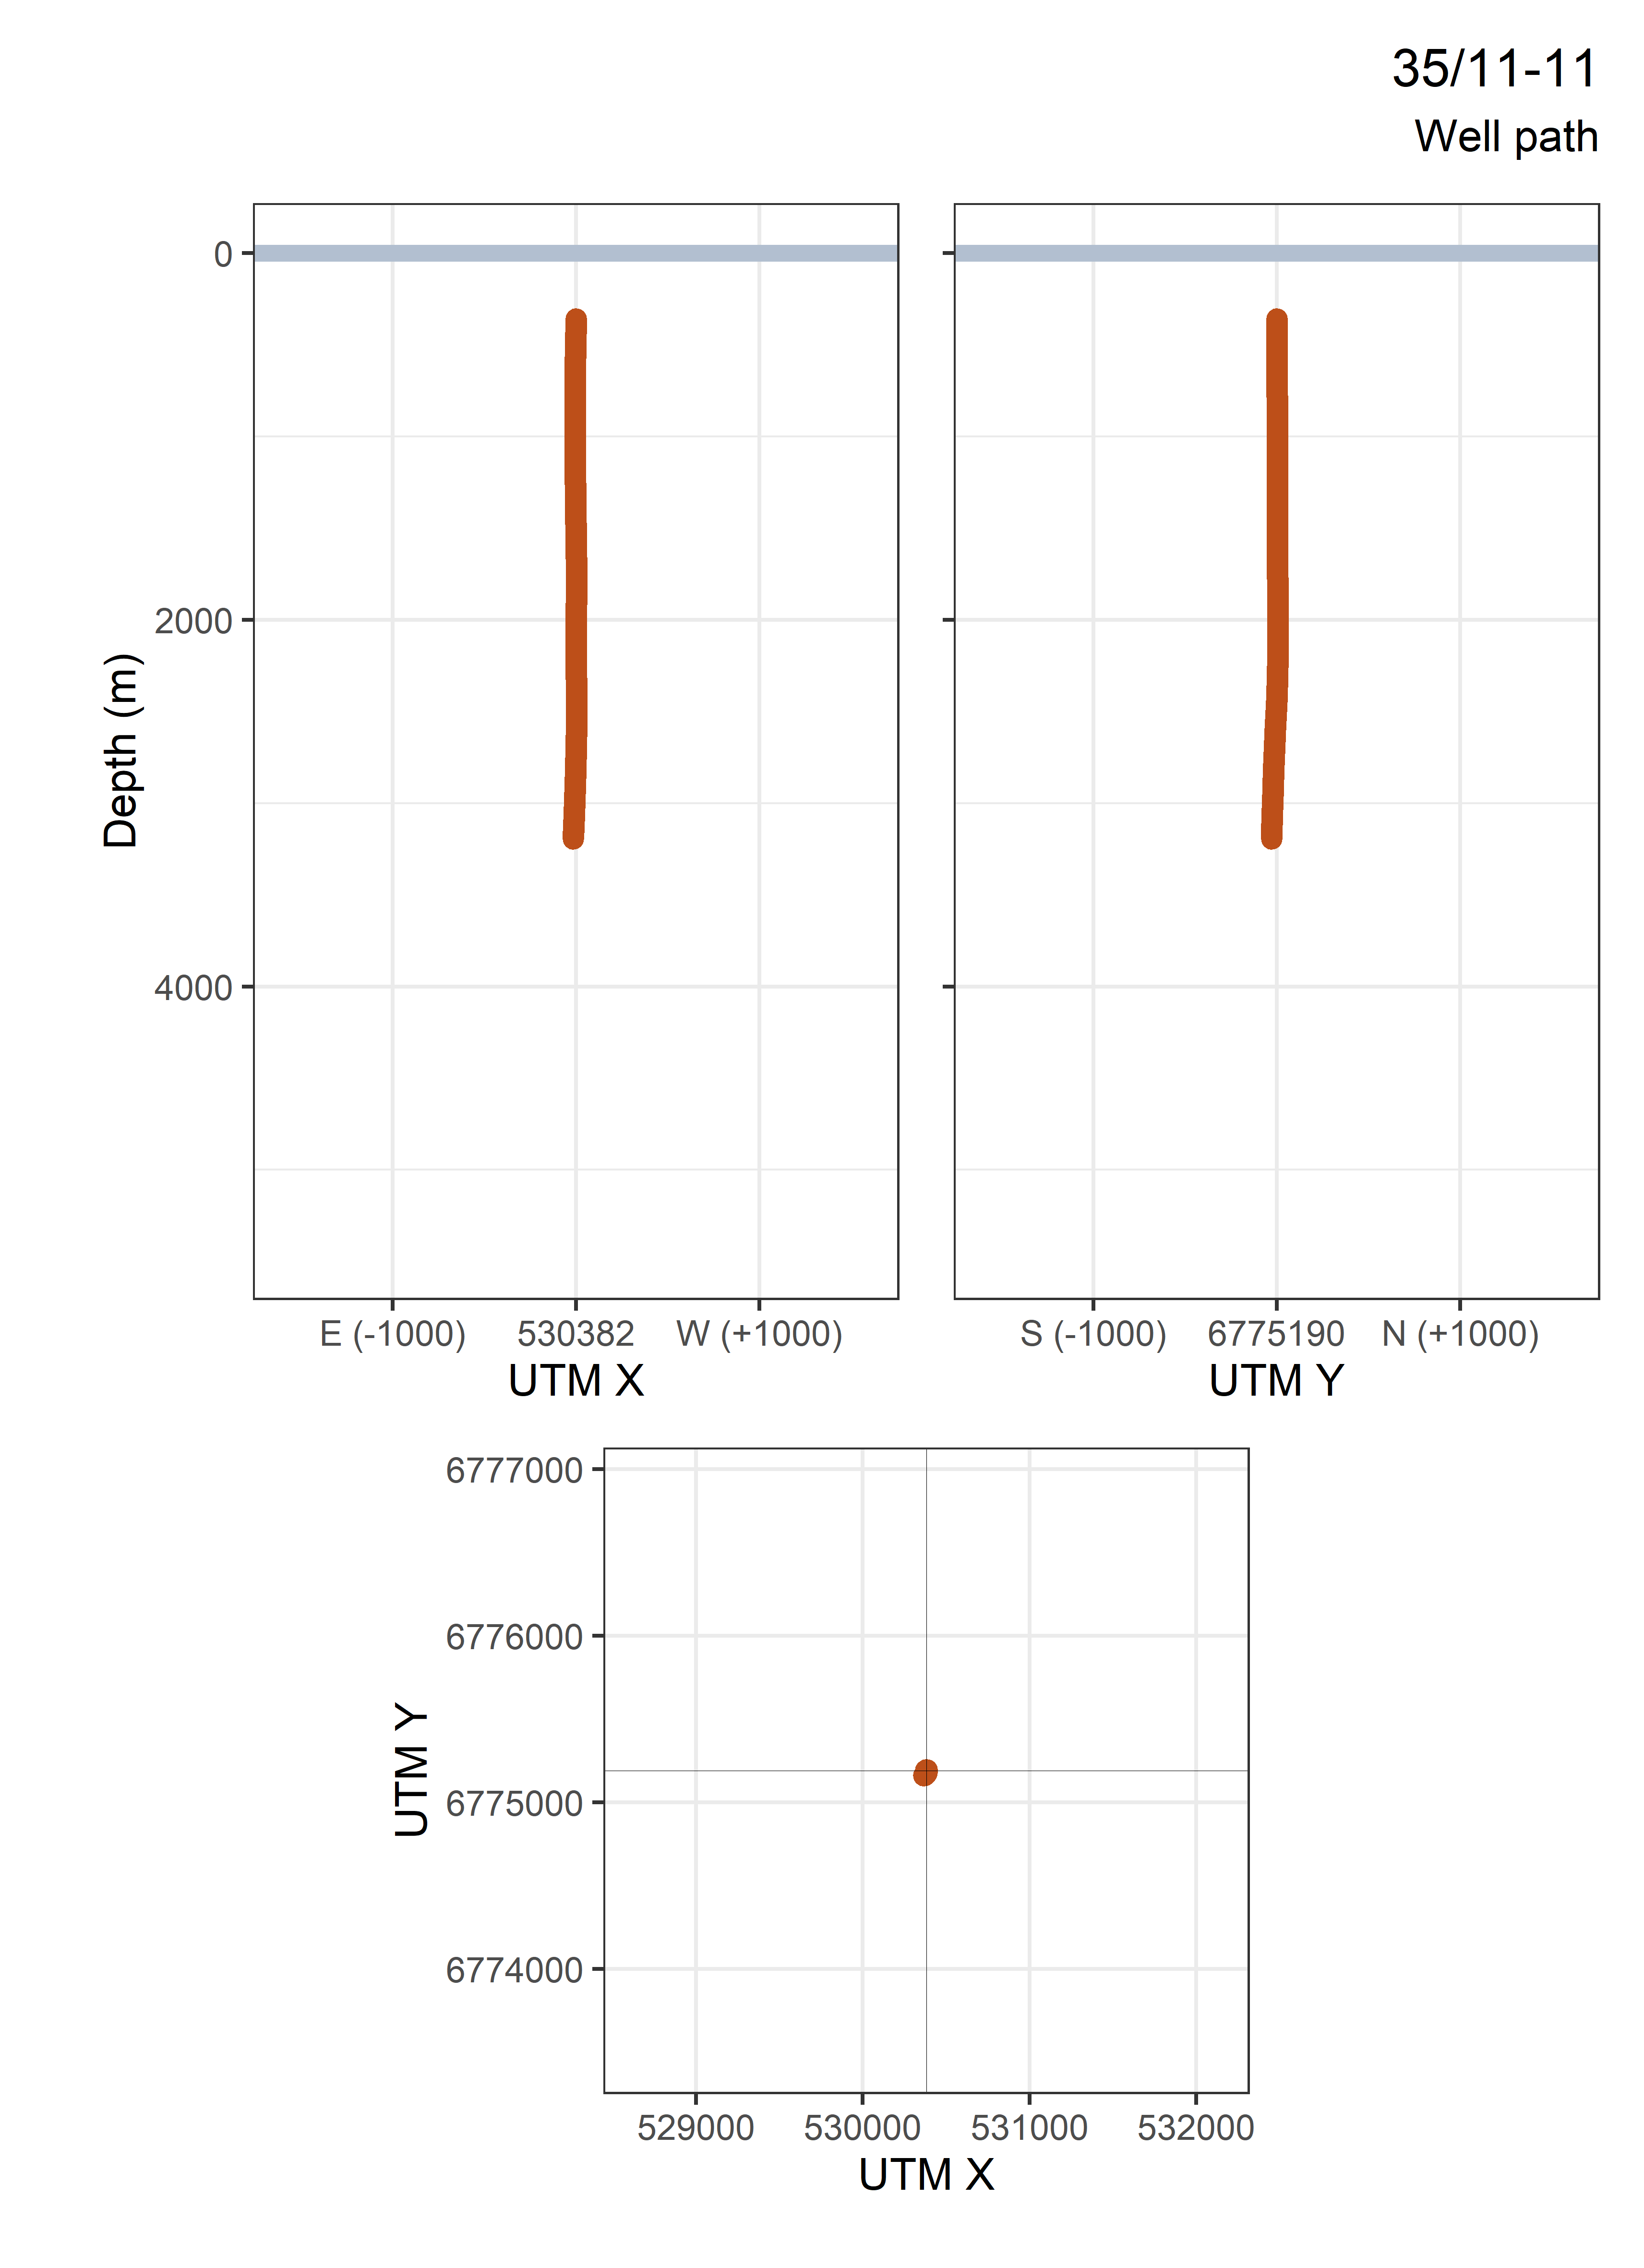 35/11-11
Well path
0
2000
4000
Depth (m)
E (-1000) 530382 W (+1000)
UTM X
S (-1000) 6775190 N (+1000)
UTM Y
6777000
6776000
6775000
6774000
UTM Y
529000 530000 531000 532000
UTM X